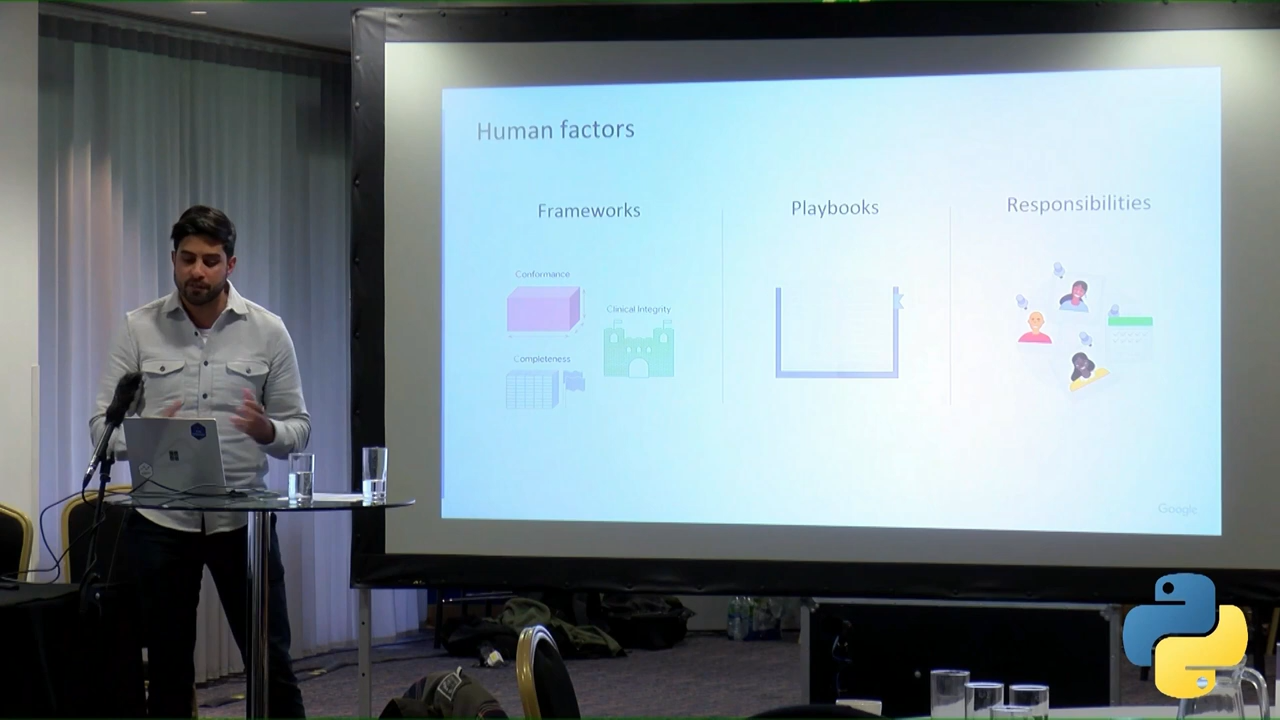 Human factors
Frameworks
Playbooks
Responsibilities
Conformance
Clinical Integrity
Completeness
Google